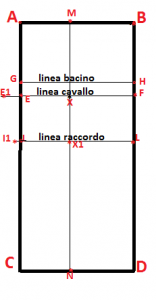 A M B
G linea bacino H
E1 linea cavallo F
E X
I1 I linea raccordo L
X1
C N D